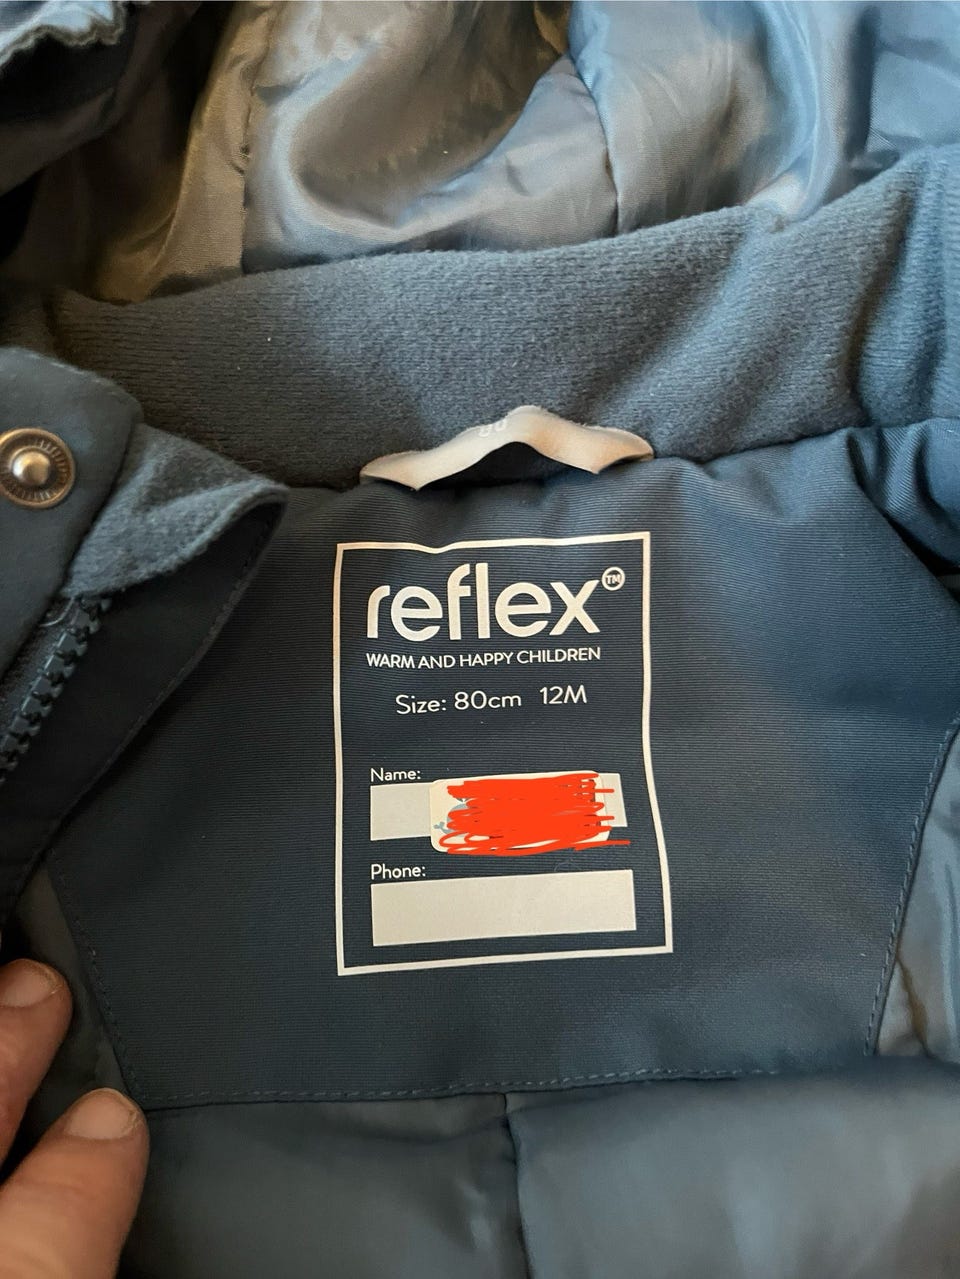 reflex™
WARM AND HAPPY CHILDREN
Size: 80cm 12M
Name:
Phone: